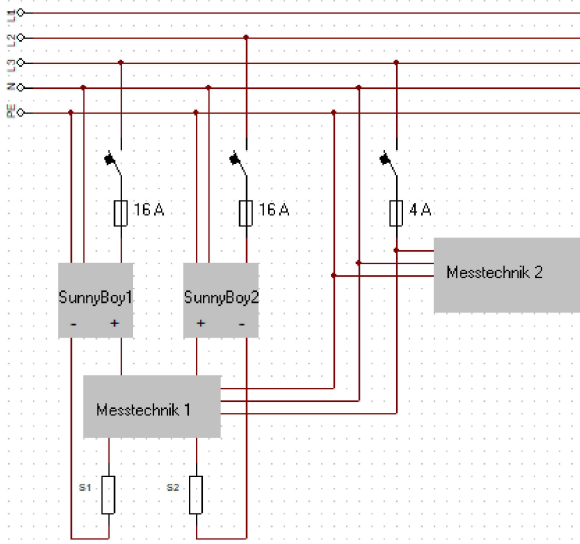 L1
L2
L3
N
PE
16 A
16 A
4 A
Messtechnik 2
SunnyBoy1
- +
SunnyBoy2
+ -
Messtechnik 1
S1
S2